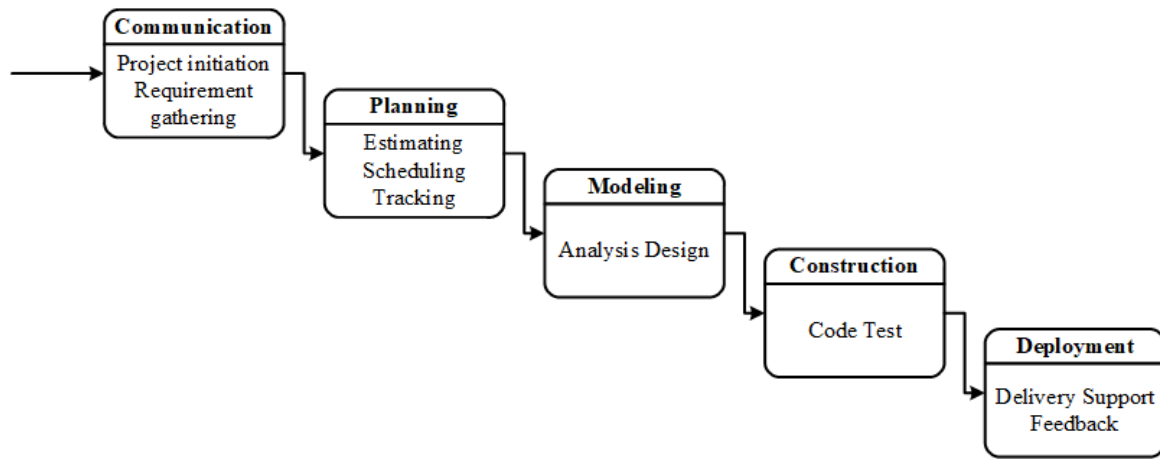 Communication
Project initiation
Requirement
gathering
Planning
Estimating
Scheduling
Tracking
Modeling
Analysis Design
Construction
Code Test
Deployment
Delivery Support
Feedback